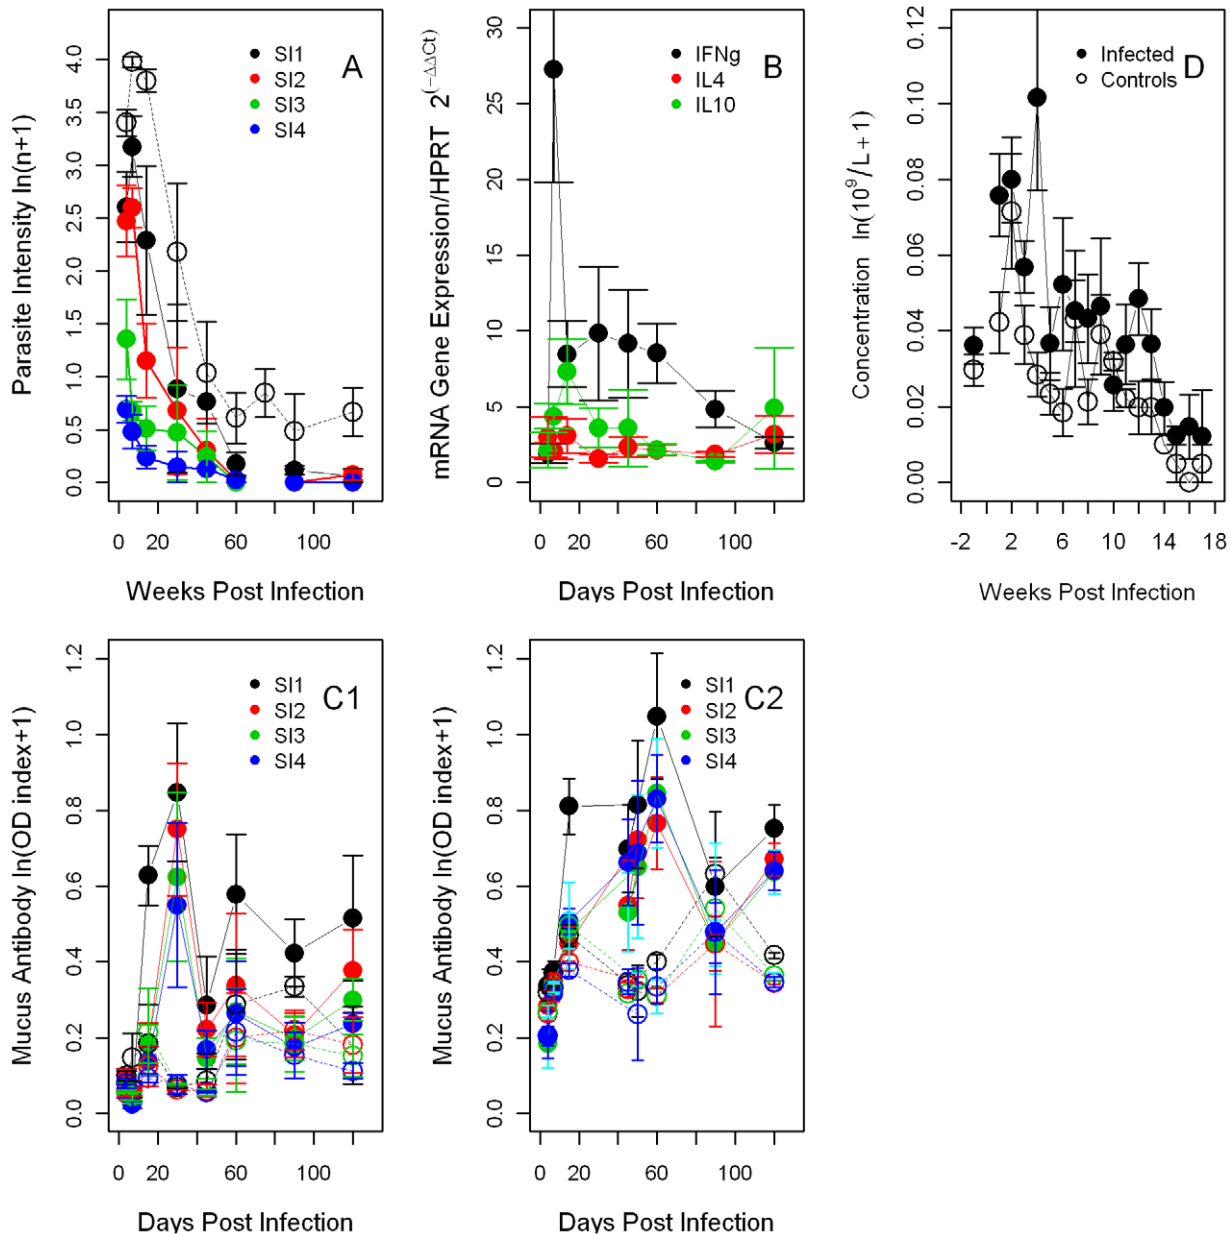 A
SI1
SI2
SI3
SI4
Parasite Intensity ln(n+1)
0.0 0.5 1.0 1.5 2.0 2.5 3.0 3.5 4.0
0 20 60 100
Weeks Post Infection
B
IFNg
IL4
IL10
mRNA Gene Expression/HPRT 2^(-ΔΔCt)
0 5 10 15 20 25 30
0 20 60 100
Days Post Infection
D
Infected
Controls
Concentration ln(10^9/L + 1)
0.00 0.02 0.04 0.06 0.08 0.10 0.12
-2 2 6 10 14 18
Weeks Post Infection
C1
SI1
SI2
SI3
SI4
Mucus Antibody ln(OD index+1)
0.0 0.2 0.4 0.6 0.8 1.0 1.2
0 20 60 100
Days Post Infection
C2
SI1
SI2
SI3
SI4
Mucus Antibody ln(OD index+1)
0.0 0.2 0.4 0.6 0.8 1.0 1.2
0 20 60 100
Days Post Infection